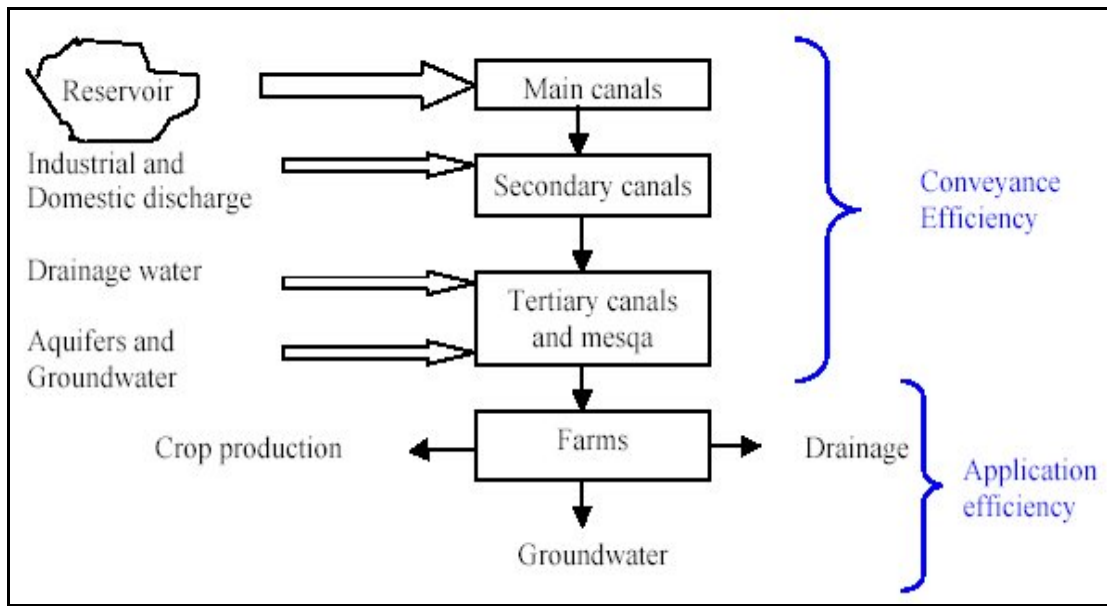 Reservoir
Main canals
Industrial and
Domestic discharge
Secondary canals
Conveyance
Efficiency
Drainage water
Tertiary canals
and mesqa
Aquifers and
Groundwater
Crop production
Farms
Drainage
Application
efficiency
Groundwater